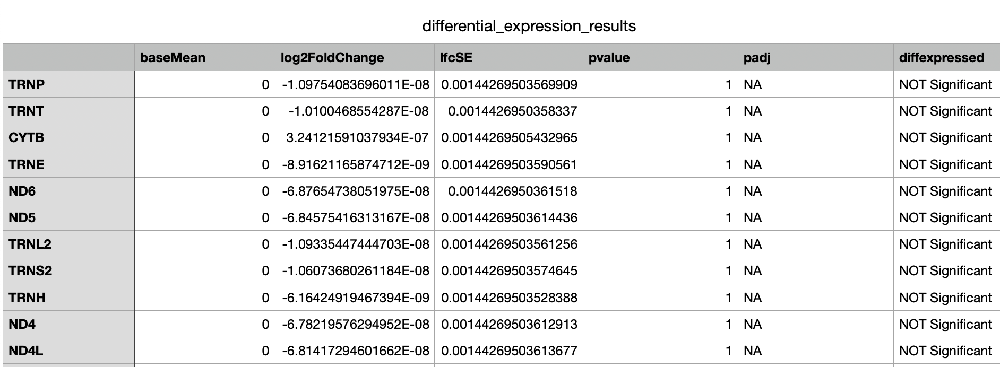 differential_expression_results
baseMean log2FoldChange lfcSE pvalue padj diffexpressed
TRNP 0 -1.09754083696011E-08 0.00144269503569909 1 NA NOT Significant
TRNT 0 -1.0100468554287E-08 0.0014426950358337 1 NA NOT Significant
CYTB 0 3.24121591037934E-07 0.00144269505432965 1 NA NOT Significant
TRNE 0 -8.91621165874712E-09 0.00144269503590561 1 NA NOT Significant
ND6 0 -6.87654738051975E-08 0.0014426950361518 1 NA NOT Significant
ND5 0 -6.84575416313167E-08 0.00144269503614436 1 NA NOT Significant
TRNL2 0 -1.09335447444703E-08 0.00144269503561256 1 NA NOT Significant
TRNS2 0 -1.06073680261184E-08 0.00144269503574645 1 NA NOT Significant
TRNH 0 -6.16424919467394E-09 0.00144269503528388 1 NA NOT Significant
ND4 0 -6.78219576294952E-08 0.00144269503612913 1 NA NOT Significant
ND4L 0 -6.81417294601662E-08 0.00144269503613677 1 NA NOT Significant